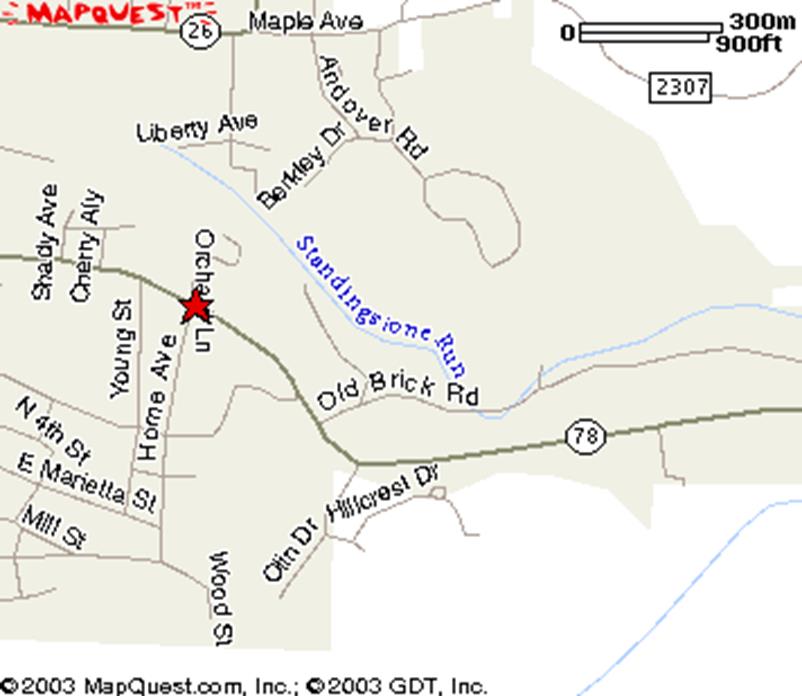 MAPQUEST™
26
Maple Ave
0 300m
900ft
2307
Andover Rd
Liberty Ave
Berkley Dr
Shady Ave
Cherry Aly
Orchard Ln
Standingstone Run
Young St
Home Ave
Old Brick Rd
N 4th St
78
E Marietta St
Hillcrest Dr
Mill St
Olin Dr
Wood St
©2003 MapQuest.com, Inc.; ©2003 GDT, Inc.